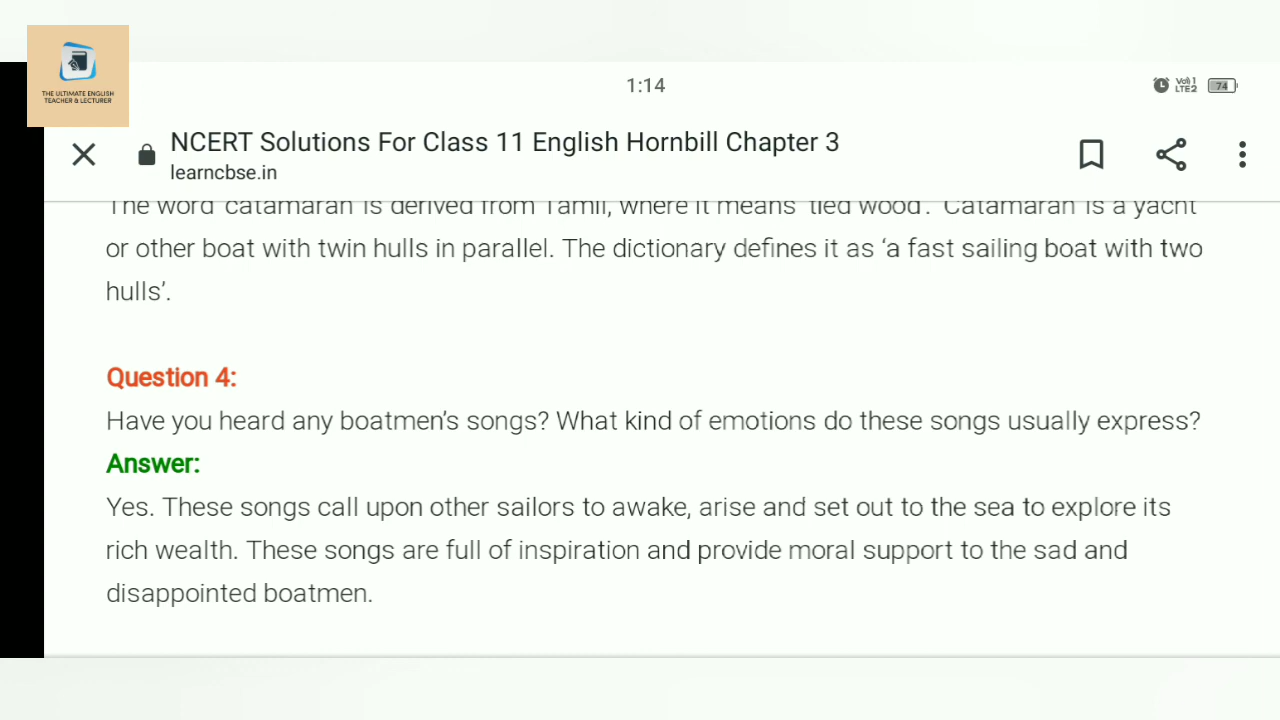 THE ULTIMATE ENGLISH
TEACHER & LECTURER
1:14
Vo)) 1
LTE2
74
NCERT Solutions For Class 11 English Hornbill Chapter 3
learncbse.in
The word 'catamaran' is derived from Tamil, where it means 'tied wood'. 'Catamaran' is a yacht
or other boat with twin hulls in parallel. The dictionary defines it as ‘a fast sailing boat with two
hulls’.
Question 4:
Have you heard any boatmen’s songs? What kind of emotions do these songs usually express?
Answer:
Yes. These songs call upon other sailors to awake, arise and set out to the sea to explore its
rich wealth. These songs are full of inspiration and provide moral support to the sad and
disappointed boatmen.